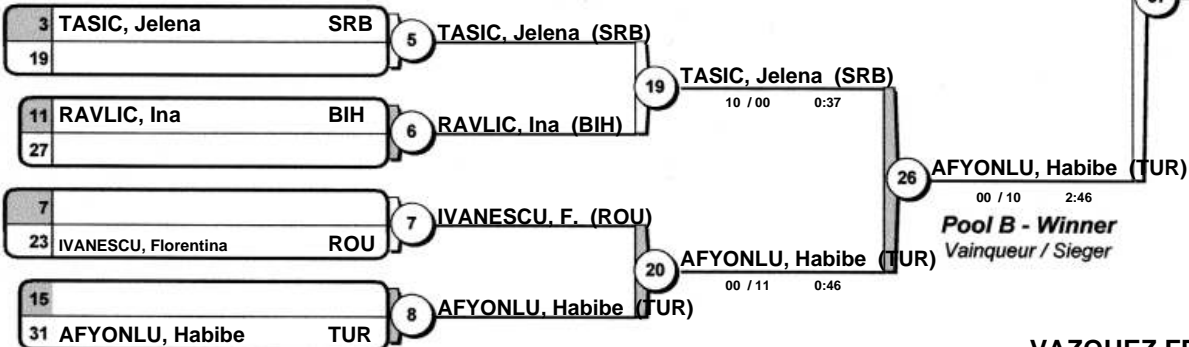 3 TASIC, Jelena SRB
19
5
TASIC, Jelena (SRB)
11 RAVLIC, Ina BIH
27
6
RAVLIC, Ina (BIH)
19
TASIC, Jelena (SRB)
10 / 00 0:37
7
23 IVANESCU, Florentina ROU
7
IVANESCU, F. (ROU)
15
31 AFYONLU, Habibe TUR
8
AFYONLU, Habibe (TUR)
20
AFYONLU, Habibe (TUR)
00 / 11 0:46
26
AFYONLU, Habibe (TUR)
00 / 10 2:46
Pool B - Winner
Vainqueur / Sieger